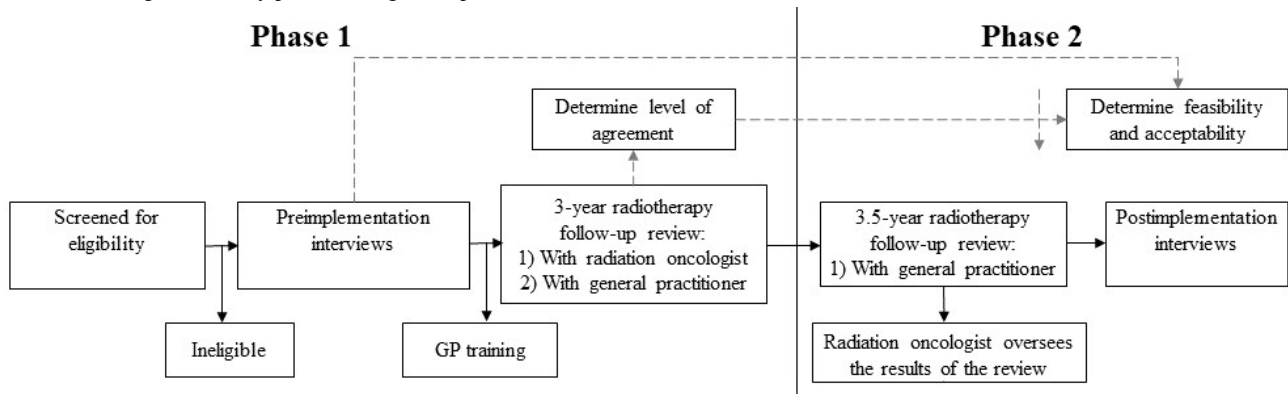 Phase 1
Phase 2
Determine level of
agreement
Determine feasibility
and acceptability
Screened for
eligibility
Preimplementation
interviews
3-year radiotherapy
follow-up review:
1) With radiation oncologist
2) With general practitioner
3.5-year radiotherapy
follow-up review:
1) With general practitioner
Postimplementation
interviews
Ineligible
GP training
Radiation oncologist oversees
the results of the review